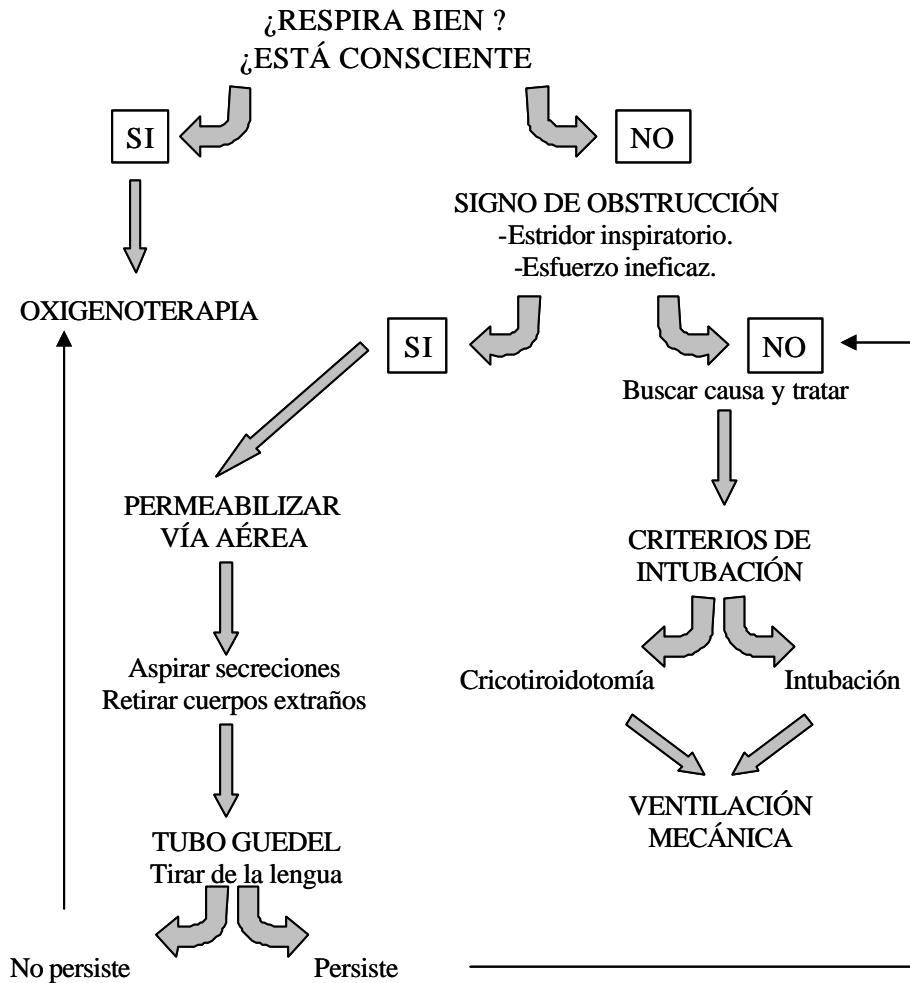 ¿RESPIRA BIEN ?
¿ESTÁ CONSCIENTE
SI
NO
SIGNO DE OBSTRUCCIÓN
-Estridor inspiratorio.
-Esfuerzo ineficaz.
OXIGENOTERAPIA
SI
NO
Buscar causa y tratar
PERMEABILIZAR
VÍA AÉREA
CRITERIOS DE
INTUBACIÓN
Aspirar secreciones
Retirar cuerpos extraños
Cricotiroidotomía
Intubación
VENTILACIÓN
MECÁNICA
TUBO GUEDEL
Tirar de la lengua
No persiste
Persiste